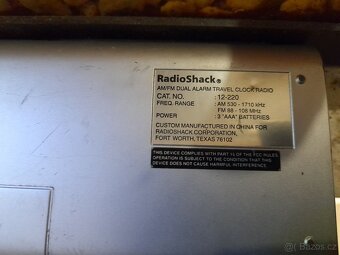 RadioShack®
AM/FM DUAL ALARM TRAVEL CLOCK RADIO
CAT. NO. : 12-220
FREQ. RANGE : AM 530 - 1710 kHz
FM 88 - 108 MHz
POWER : 3 "AAA" BATTERIES
CUSTOM MANUFACTURED IN CHINA FOR
RADIOSHACK CORPORATION,
FORT WORTH, TEXAS 76102
THIS DEVICE COMPLIES WITH PART 15 OF THE FCC RULES
OPERATION IS SUBJECT TO THE CONDITION THAT THIS
DEVICE DOES NOT CAUSE HARMFUL INTERFERENCE.
bazos.cz